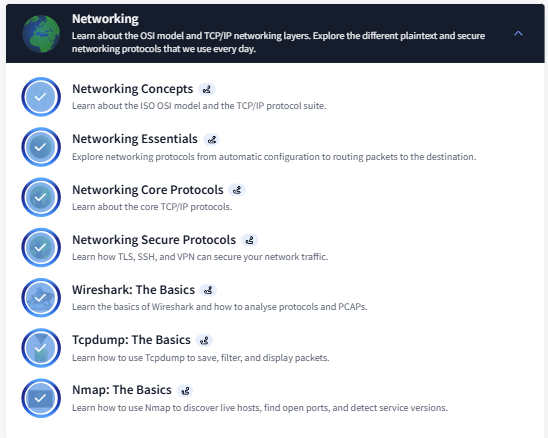 Networking
Learn about the OSI model and TCP/IP networking layers. Explore the different plaintext and secure
networking protocols that we use every day.
Networking Concepts
Learn about the ISO OSI model and the TCP/IP protocol suite.
Networking Essentials
Explore networking protocols from automatic configuration to routing packets to the destination.
Networking Core Protocols
Learn about the core TCP/IP protocols.
Networking Secure Protocols
Learn how TLS, SSH, and VPN can secure your network traffic.
Wireshark: The Basics
Learn the basics of Wireshark and how to analyse protocols and PCAPs.
Tcpdump: The Basics
Learn how to use Tcpdump to save, filter, and display packets.
Nmap: The Basics
Learn how to use Nmap to discover live hosts, find open ports, and detect service versions.